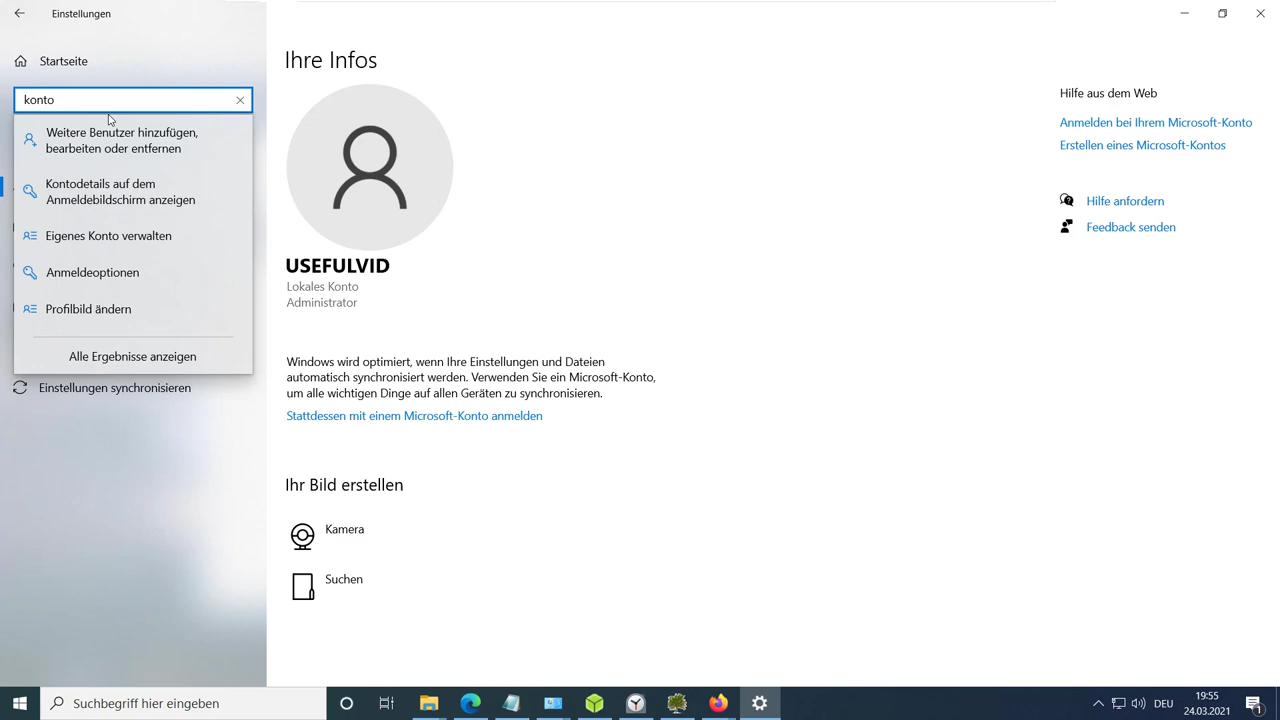 Einstellungen
Startseite
konto
Weitere Benutzer hinzufügen,
bearbeiten oder entfernen
Kontodetails auf dem
Anmeldebildschirm anzeigen
Eigenes Konto verwalten
Anmeldeoptionen
Profilbild ändern
Alle Ergebnisse anzeigen
Einstellungen synchronisieren
Ihre Infos
USEFULVID
Lokales Konto
Administrator
Windows wird optimiert, wenn Ihre Einstellungen und Dateien
automatisch synchronisiert werden. Verwenden Sie ein Microsoft-Konto,
um alle wichtigen Dinge auf allen Geräten zu synchronisieren.
Stattdessen mit einem Microsoft-Konto anmelden
Ihr Bild erstellen
Kamera
Suchen
Hilfe aus dem Web
Anmelden bei Ihrem Microsoft-Konto
Erstellen eines Microsoft-Kontos
Hilfe anfordern
Feedback senden
Suchbegriff hier eingeben
DEU
19:55
24.03.2021
1